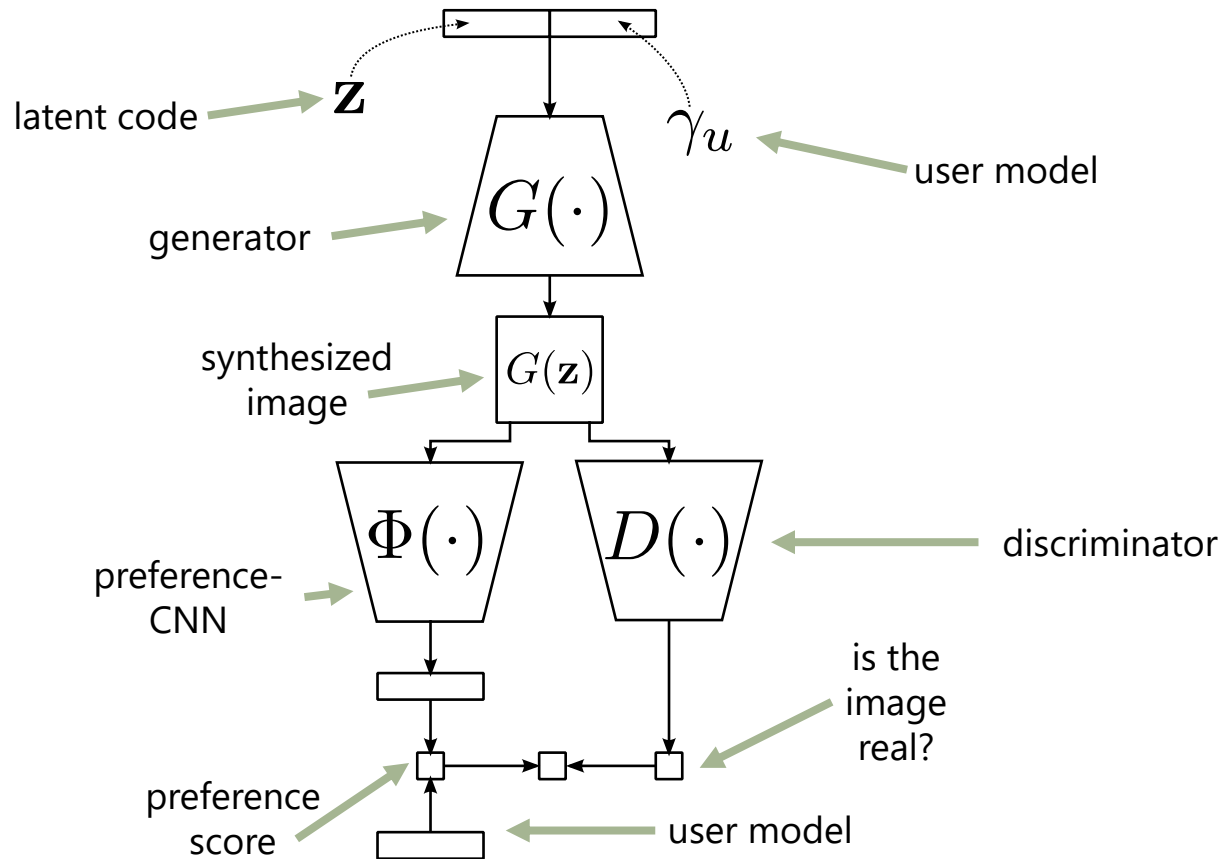 latent code
z
γu
user model
generator
G(·)
synthesized
image
G(z)
Φ(·)
D(·)
discriminator
preference-
CNN
is the
image
real?
preference
score
user model